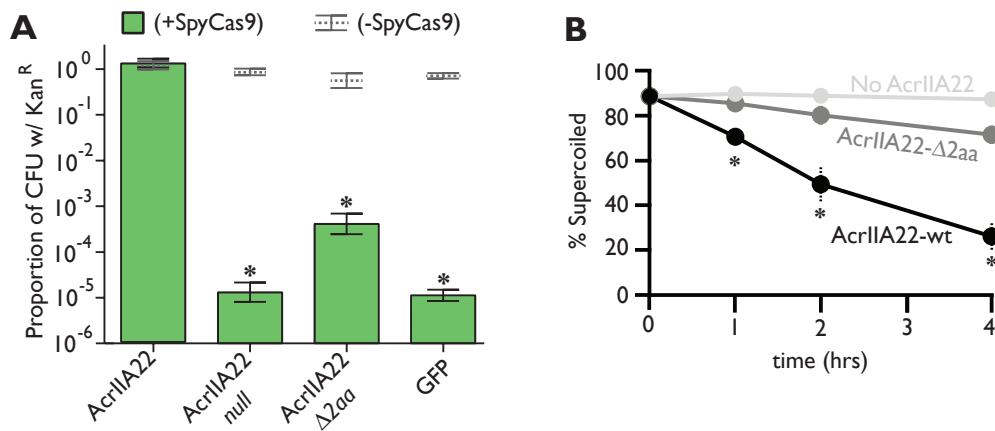 A
(+SpyCas9)
(-SpyCas9)
Proportion of CFU w/ Kan^R
10^0
10^-1
10^-2
10^-3
10^-4
10^-5
10^-6
*
*
*
AcrIIA22
AcrIIA22
null
AcrIIA22
Δ2aa
GFP
B
% Supercoiled
100
80
60
40
20
0
No AcrIIA22
AcrIIA22-Δ2aa
AcrIIA22-wt
*
*
*
0
1
2
3
4
time (hrs)